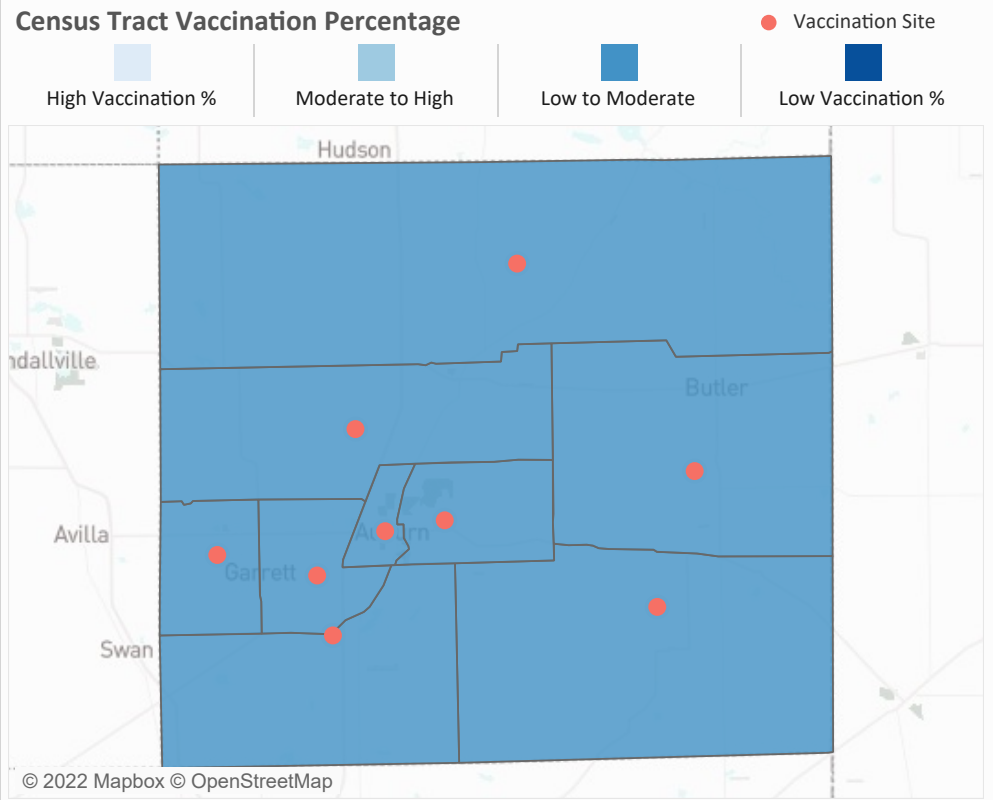 Census Tract Vaccination Percentage
Vaccination Site
High Vaccination %
Moderate to High
Low to Moderate
Low Vaccination %
Hudson
ndallville
Butler
Avilla
Auburn
Garrett
Swan
© 2022 Mapbox © OpenStreetMap